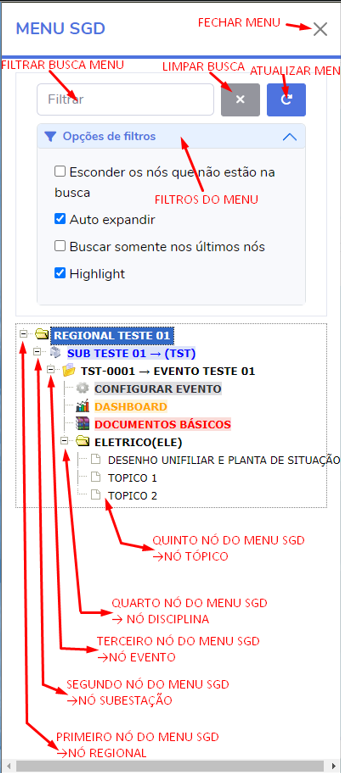 FECHAR MENU
MENU SGD
FILTRAR BUSCA MENU
LIMPAR BUSCA
ATUALIZAR MEN
Filtrar
Opções de filtros
Esconder os nós que não estão na
busca
FILTROS DO MENU
Auto expandir
Buscar somente nos últimos nós
Highlight
REGIONAL TESTE 01
SUB TESTE 01 → (TST)
TST-0001 → EVENTO TESTE 01
CONFIGURAR EVENTO
DASHBOARD
DOCUMENTOS BÁSICOS
ELETRICO(ELE)
DESENHO UNIFILIAR E PLANTA DE SITUAÇÃO
TOPICO 1
TOPICO 2
QUINTO NÓ DO MENU SGD
→NÓ TÓPICO
QUARTO NÓ DO MENU SGD
→ NÓ DISCIPLINA
TERCEIRO NÓ DO MENU SGD
→NÓ EVENTO
SEGUNDO NÓ DO MENU SGD
→NÓ SUBESTAÇÃO
PRIMEIRO NÓ DO MENU SGD
→NÓ REGIONAL